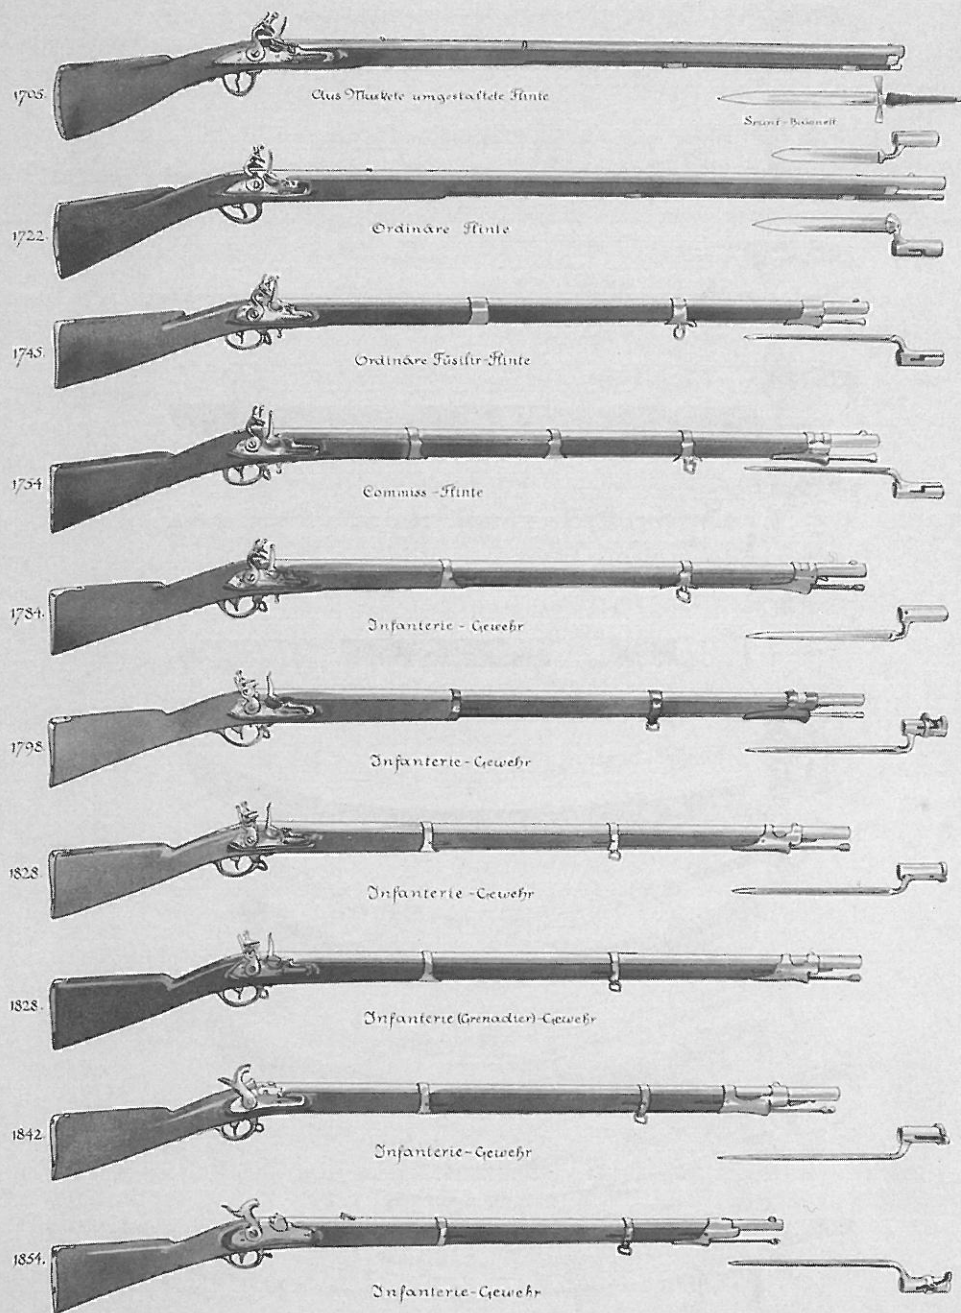 1705.
Aus Muskete umgestaltete Flinte
Spunt-Bajonett
1722
Ordinäre Flinte
1745.
Ordinäre Füsilir-Flinte
1754
Commiss-Flinte
1784.
Infanterie-Gewehr
1798.
Infanterie-Gewehr
1828.
Infanterie-Gewehr
1828.
Infanterie (Grenadier)-Gewehr
1842.
Infanterie-Gewehr
1854.
Infanterie-Gewehr